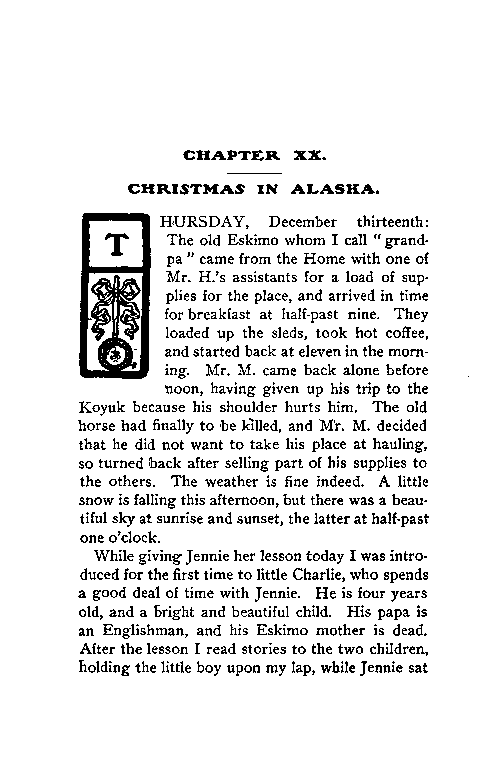 CHAPTER XX.
CHRISTMAS IN ALASKA.
THURSDAY, December thirteenth:
The old Eskimo whom I call "grand-
pa" came from the Home with one of
Mr. H.'s assistants for a load of sup-
plies for the place, and arrived in time
for breakfast at half-past nine. They
loaded up the sleds, took hot coffee,
and started back at eleven in the morn-
ing. Mr. M. came back alone before
noon, having given up his trip to the
Koyuk because his shoulder hurts him. The old
horse had finally to be killed, and Mr. M. decided
that he did not want to take his place at hauling,
so turned back after selling part of his supplies to
the others. The weather is fine indeed. A little
snow is falling this afternoon, but there was a beau-
tiful sky at sunrise and sunset, the latter at half-past
one o'clock.
While giving Jennie her lesson today I was intro-
duced for the first time to little Charlie, who spends
a good deal of time with Jennie. He is four years
old, and a bright and beautiful child. His papa is
an Englishman, and his Eskimo mother is dead.
After the lesson I read stories to the two children,
holding the little boy upon my lap, while Jennie sat